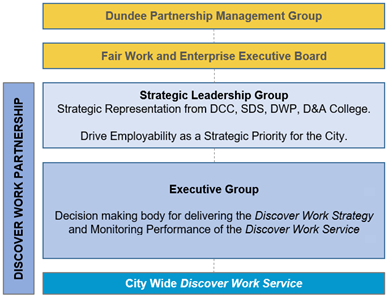 Dundee Partnership Management Group
Fair Work and Enterprise Executive Board
DISCOVER WORK PARTNERSHIP
Strategic Leadership Group
Strategic Representation from DCC, SDS, DWP, D&A College.
Drive Employability as a Strategic Priority for the City.
Executive Group
Decision making body for delivering the Discover Work Strategy
and Monitoring Performance of the Discover Work Service
City Wide Discover Work Service